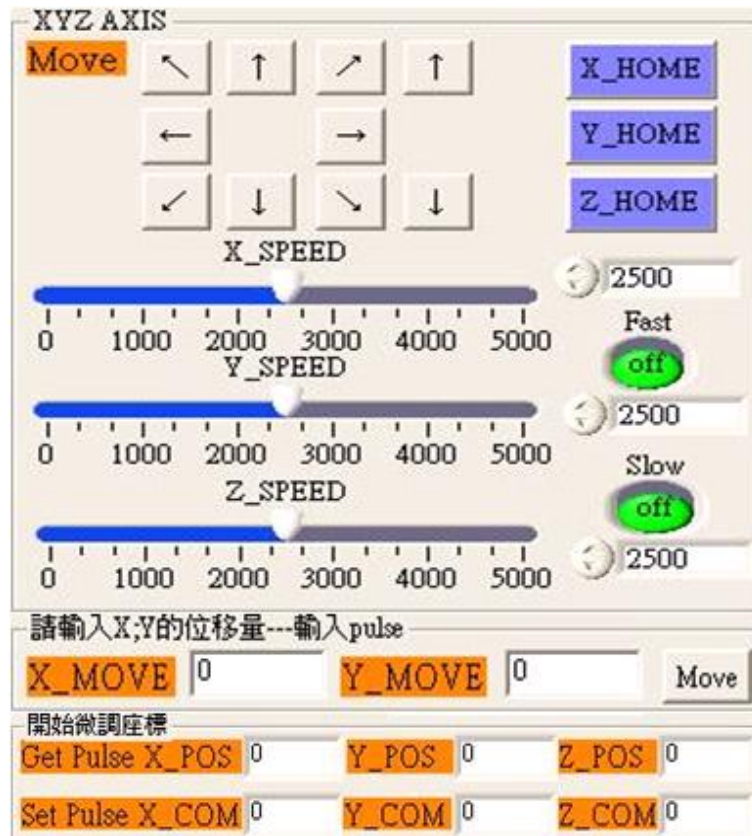 XYZ AXIS
Move ↖ ↑ ↗ ↑ X_HOME
← → Y_HOME
↙ ↓ ↘ ↓ Z_HOME
X_SPEED
2500
0 1000 2000 3000 4000 5000
Fast
off
Y_SPEED
2500
0 1000 2000 3000 4000 5000
Slow
off
Z_SPEED
2500
0 1000 2000 3000 4000 5000
請輸入X;Y的位移量---輸入pulse
X_MOVE 0 Y_MOVE 0 Move
開始微調座標
Get Pulse X_POS 0 Y_POS 0 Z_POS 0
Set Pulse X_COM 0 Y_COM 0 Z_COM 0